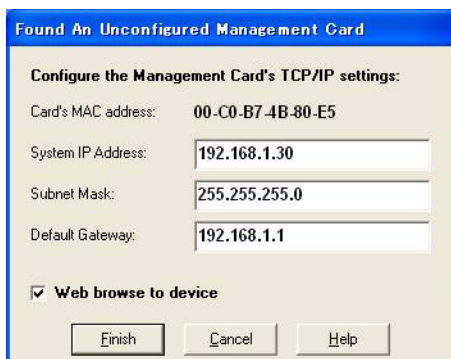 Found An Unconfigured Management Card
Configure the Management Card's TCP/IP settings:
Card's MAC address: 00-C0-B7-4B-80-E5
System IP Address: 192.168.1.30
Subnet Mask: 255.255.255.0
Default Gateway: 192.168.1.1
Web browse to device
Finish Cancel Help